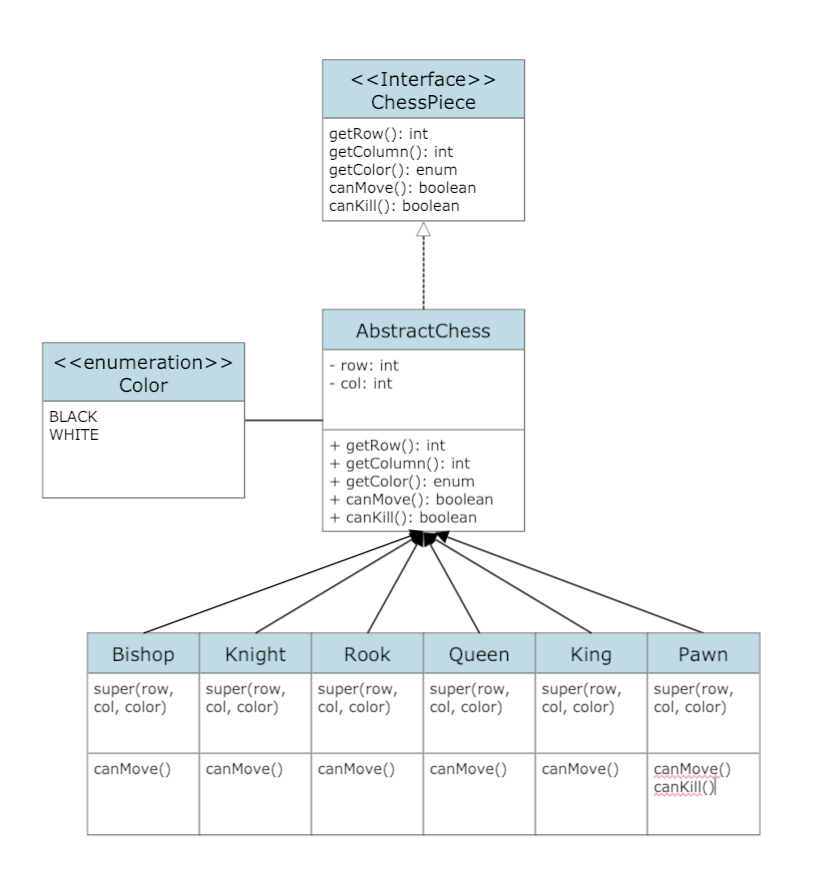 <<Interface>>
ChessPiece
getRow(): int
getColumn(): int
getColor(): enum
canMove(): boolean
canKill(): boolean
<<enumeration>>
Color
BLACK
WHITE
AbstractChess
- row: int
- col: int
+ getRow(): int
+ getColumn(): int
+ getColor(): enum
+ canMove(): boolean
+ canKill(): boolean
Bishop
super(row,
col, color)
canMove()
Knight
super(row,
col, color)
canMove()
Rook
super(row,
col, color)
canMove()
Queen
super(row,
col, color)
canMove()
King
super(row,
col, color)
canMove()
Pawn
super(row,
col, color)
canMove()
canKill()